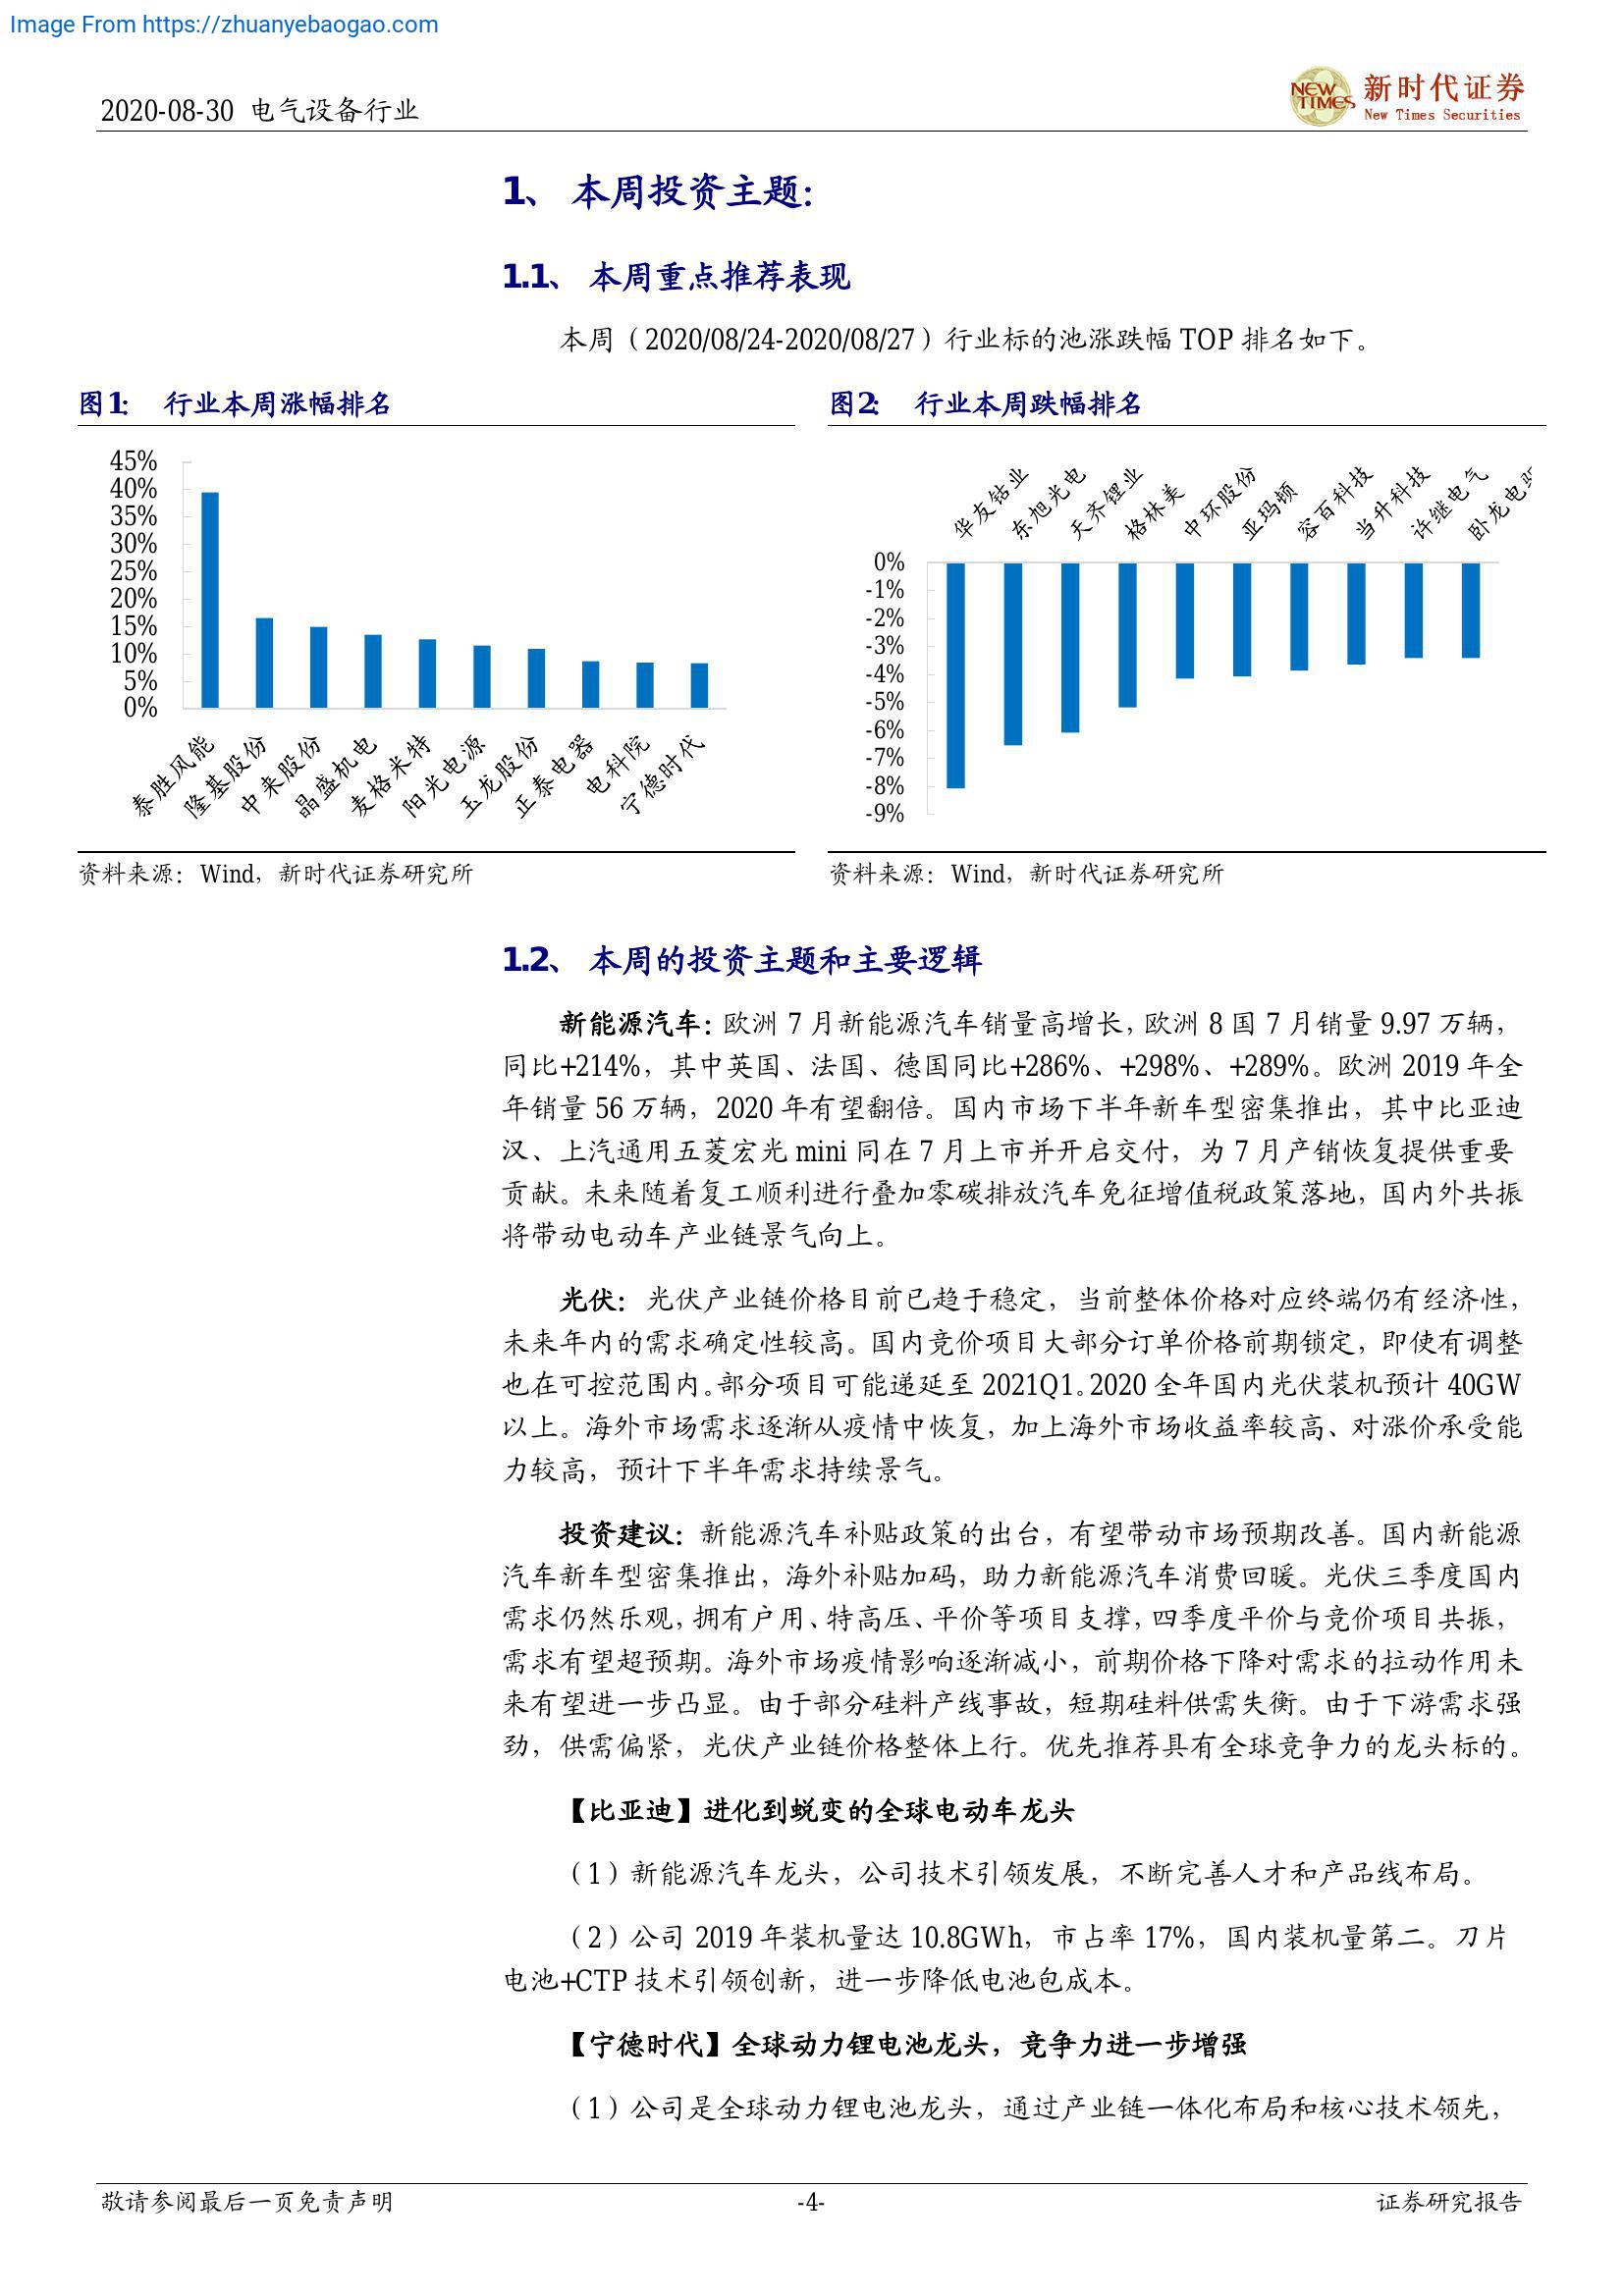 Image From https://zhuanyebaogao.com
2020-08-30 电气设备行业
NEW TIMES
新时代证券
New Times Securities
1、 本周投资主题：
1.1、 本周重点推荐表现
本周（2020/08/24-2020/08/27）行业标的池涨跌幅 TOP 排名如下。
图1： 行业本周涨幅排名
45%
40%
35%
30%
25%
20%
15%
10%
5%
0%
泰胜风能
隆基股份
中来股份
晶盛机电
麦格米特
阳光电源
玉龙股份
正泰电器
电科院
宁德时代
资料来源：Wind，新时代证券研究所
图2： 行业本周跌幅排名
华友钴业
东旭光电
天齐锂业
格林美
中环股份
亚玛顿
容百科技
当升科技
许继电气
卧龙电驱
0%
-1%
-2%
-3%
-4%
-5%
-6%
-7%
-8%
-9%
资料来源：Wind，新时代证券研究所
1.2、 本周的投资主题和主要逻辑
新能源汽车：欧洲 7 月新能源汽车销量高增长，欧洲 8 国 7 月销量 9.97 万辆，
同比+214%，其中英国、法国、德国同比+286%、+298%、+289%。欧洲 2019 年全
年销量 56 万辆，2020 年有望翻倍。国内市场下半年新车型密集推出，其中比亚迪
汉、上汽通用五菱宏光 mini 同在 7 月上市并开启交付，为 7 月产销恢复提供重要
贡献。未来随着复工顺利进行叠加零碳排放汽车免征增值税政策落地，国内外共振
将带动电动车产业链景气向上。
光伏：光伏产业链价格目前已趋于稳定，当前整体价格对应终端仍有经济性，
未来年内的需求确定性较高。国内竞价项目大部分订单价格前期锁定，即使有调整
也在可控范围内。部分项目可能递延至 2021Q1。2020 全年国内光伏装机预计 40GW
以上。海外市场需求逐渐从疫情中恢复，加上海外市场收益率较高、对涨价承受能
力较高，预计下半年需求持续景气。
投资建议：新能源汽车补贴政策的出台，有望带动市场预期改善。国内新能源
汽车新车型密集推出，海外补贴加码，助力新能源汽车消费回暖。光伏三季度国内
需求仍然乐观，拥有户用、特高压、平价等项目支撑，四季度平价与竞价项目共振，
需求有望超预期。海外市场疫情影响逐渐减小，前期价格下降对需求的拉动作用未
来有望进一步凸显。由于部分硅料产线事故，短期硅料供需失衡。由于下游需求强
劲，供需偏紧，光伏产业链价格整体上行。优先推荐具有全球竞争力的龙头标的。
【比亚迪】进化到蜕变的全球电动车龙头
（1）新能源汽车龙头，公司技术引领发展，不断完善人才和产品线布局。
（2）公司 2019 年装机量达 10.8GWh，市占率 17%，国内装机量第二。刀片
电池+CTP 技术引领创新，进一步降低电池包成本。
【宁德时代】全球动力锂电池龙头，竞争力进一步增强
（1）公司是全球动力锂电池龙头，通过产业链一体化布局和核心技术领先，
敬请参阅最后一页免责声明
-4-
证券研究报告